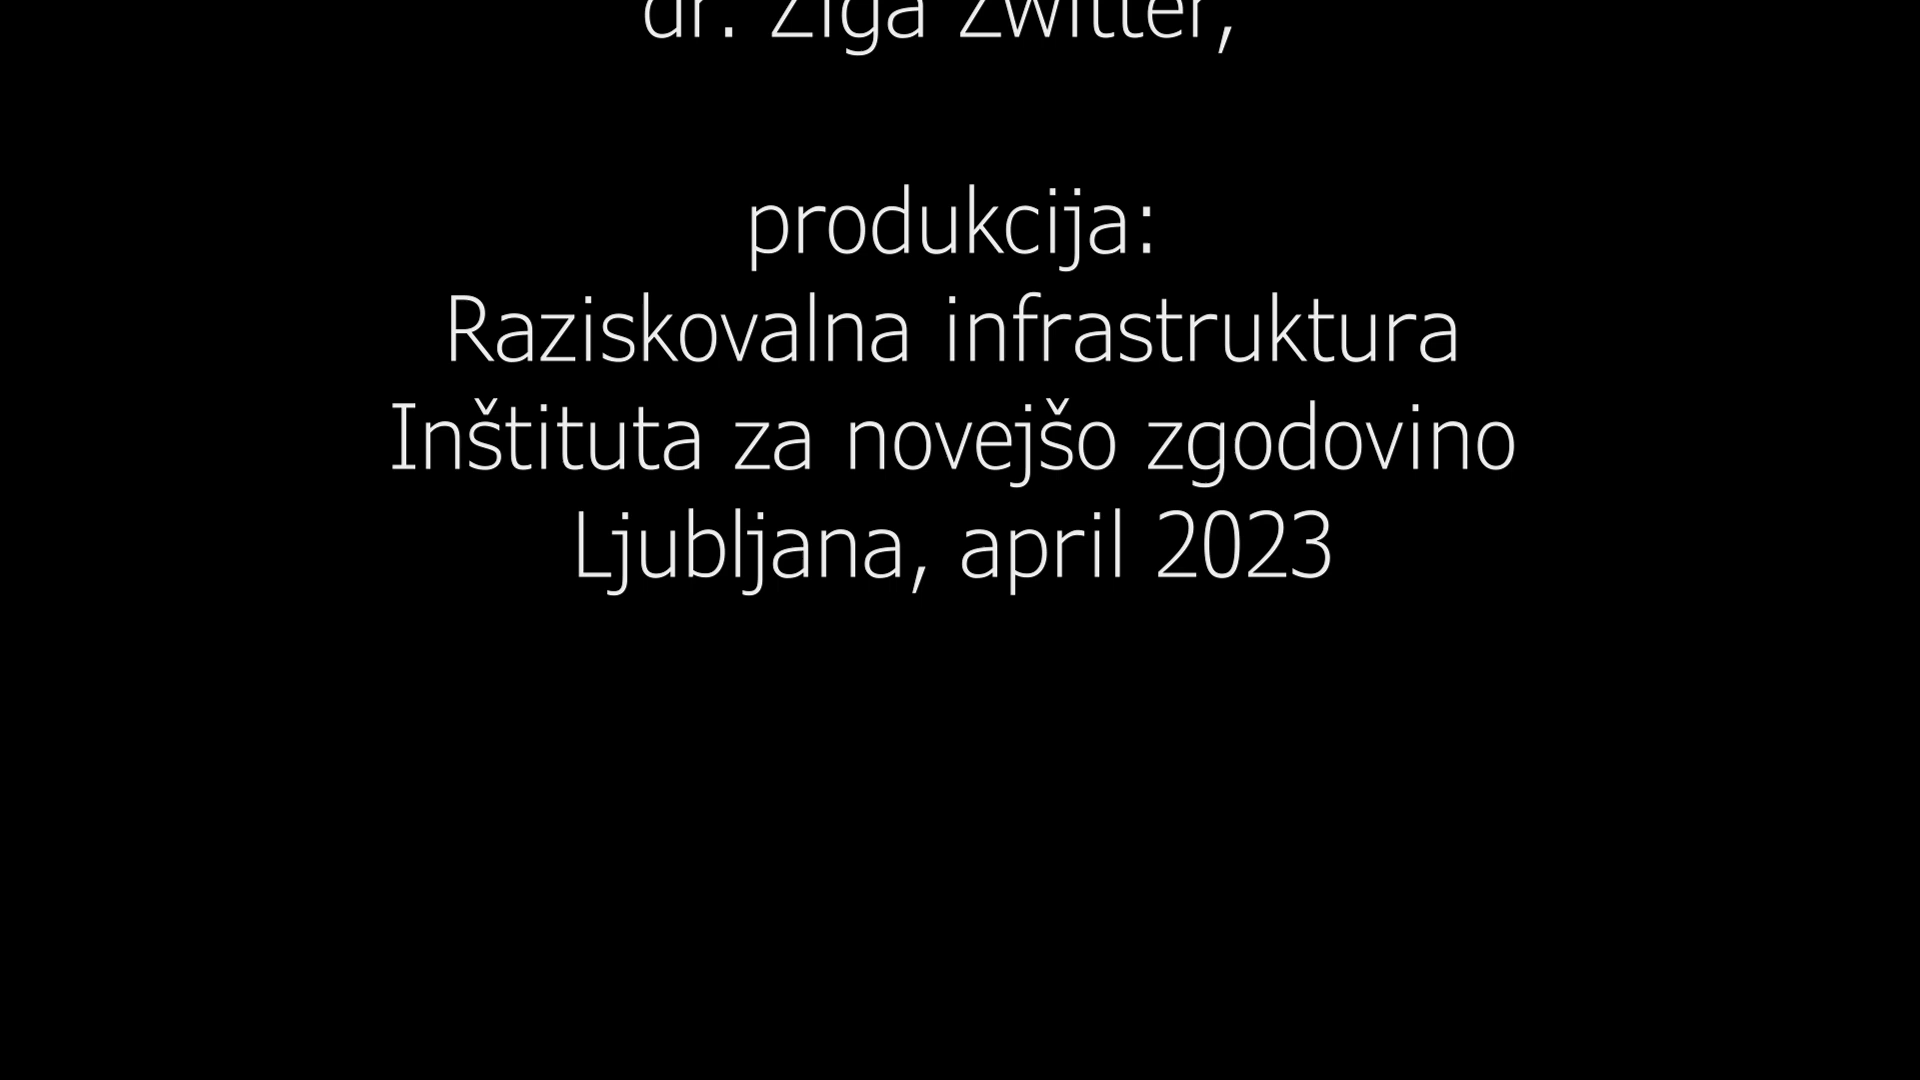 dr. Žiga Zwitter,
produkcija:
Raziskovalna infrastruktura
Inštituta za novejšo zgodovino
Ljubljana, april 2023